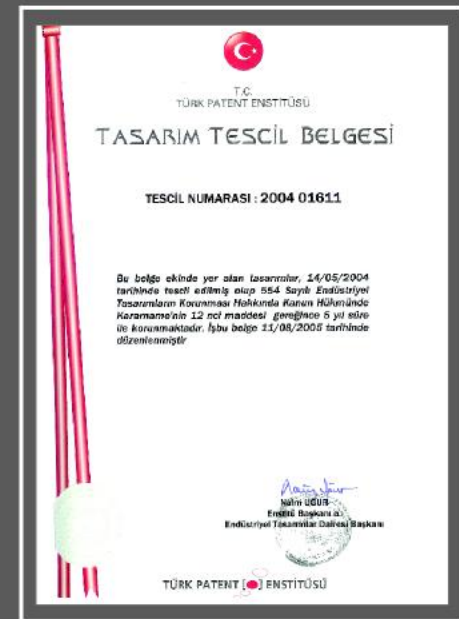 T.C.
TÜRK PATENT ENSTİTÜSÜ
TASARIM TESCİL BELGESİ
TESCİL NUMARASI : 2004 01611
Bu belge ekinde yer alan tasarımlar, 14/05/2004
tarihinde tescil edilmiş olup 554 Sayılı Endüstriyel
Tasarımların Korunması Hakkında Kanun Hükmünde
Kararname'nin 12 nci maddesi gereğince 5 yıl süre
ile korunmaktadır. İşbu belge 11/08/2005 tarihinde
düzenlenmiştir
Naim UĞUR
Enstitü Başkanı a.
Endüstriyel Tasarımlar Dairesi Başkanı
TÜRK PATENT ENSTİTÜSÜ